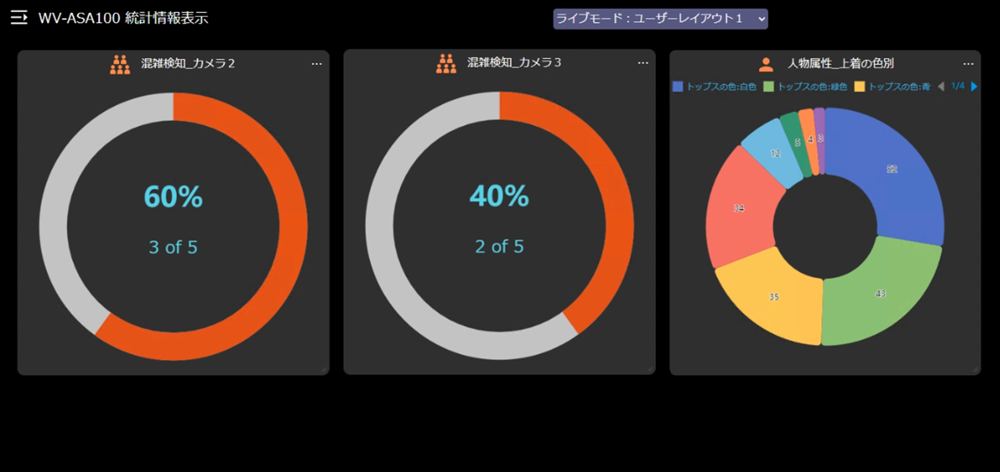 WV-ASA100 統計情報表示
ライブモード：ユーザーレイアウト１
混雑検知_カメラ２
60%
3 of 5
混雑検知_カメラ３
40%
2 of 5
人物属性_上着の色別
トップスの色:白色 トップスの色:緑色 トップスの色:青 1/4
52
43
35
34
12
5
4
3